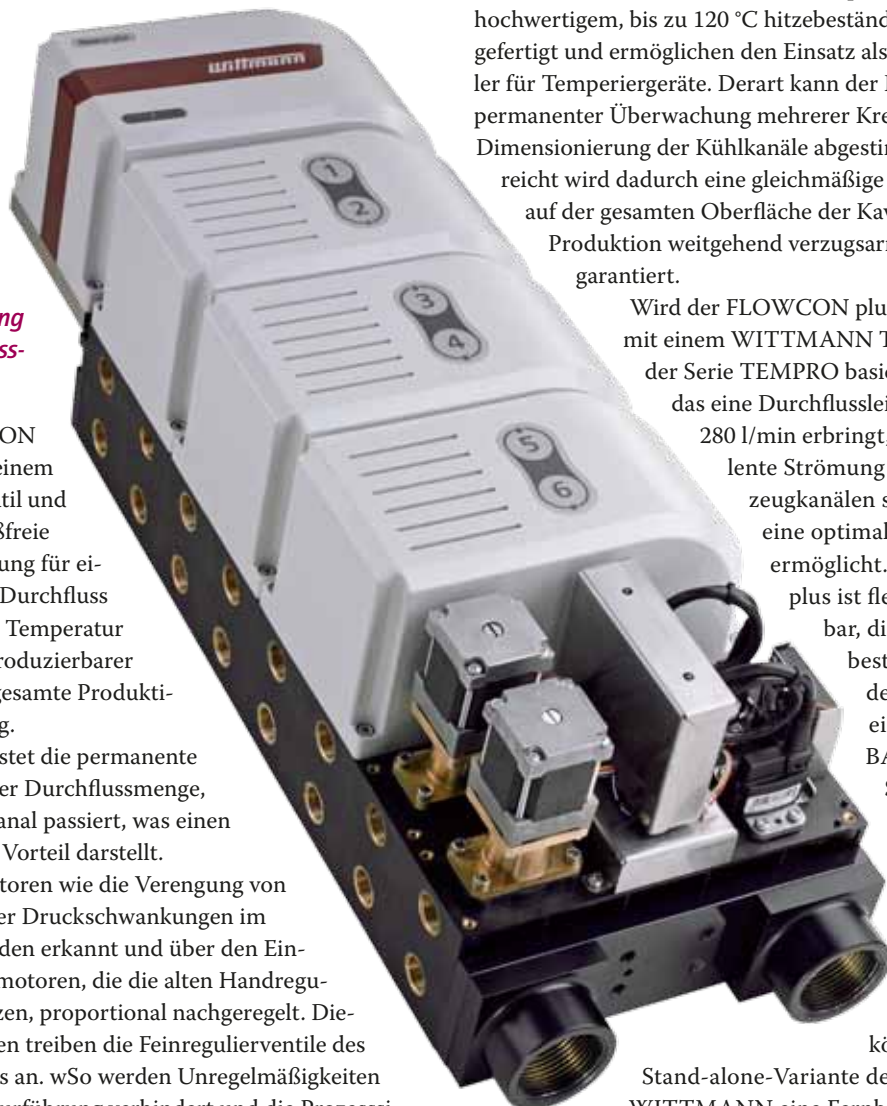 wittmann
1
2
3
4
5
6
ng
ss-
ON
einem
til und
ßfreie
ung für ei-
Durchfluss
Temperatur
roduzierbarer
gesamte Produkti-
g.
stet die permanente
er Durchflussmenge,
anal passiert, was einen
Vorteil darstellt.
toren wie die Verengung von
er Druckschwankungen im
den erkannt und über den Ein-
motoren, die die alten Handregu-
zen, proportional nachgeregelt. Die-
en treiben die Feinregulierventile des
s an. wSo werden Unregelmäßigkeiten
hochwertigem, bis zu 120 °C hitzebeständ
gefertigt und ermöglichen den Einsatz als
ler für Temperiergeräte. Derart kann der
permanenter Überwachung mehrerer Kre
Dimensionierung der Kühlkanäle abgestim
reicht wird dadurch eine gleichmäßige
auf der gesamten Oberfläche der Kav
Produktion weitgehend verzugsarm
garantiert.
Wird der FLOWCON plu
mit einem WITTMANN T
der Serie TEMPRO basic
das eine Durchflusslei
280 l/min erbringt,
lente Strömung
zeugkanälen s
eine optimal
ermöglicht.
plus ist fle
bar, di
best
de
ei
BA
kö
Stand-alone-Variante de
WITTMANN eine Fernb